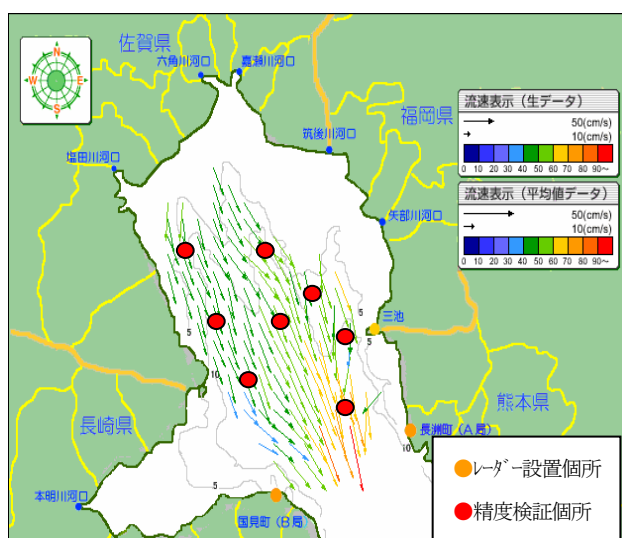 佐賀県
六角川河口
嘉瀬川河口
N
W
E
S
塩田川河口
筑後川河口
福岡県
矢部川河口
流速表示（生データ）
50(cm/s)
10(cm/s)
0 10 20 30 40 50 60 70 80 90～
流速表示（平均値データ）
50(cm/s)
10(cm/s)
0 10 20 30 40 50 60 70 80 90～
三池
5
5
10
長崎県
熊本県
長洲町（A局）
10
5
本明川河口
国見町（B局）
レーダー設置個所
精度検証個所